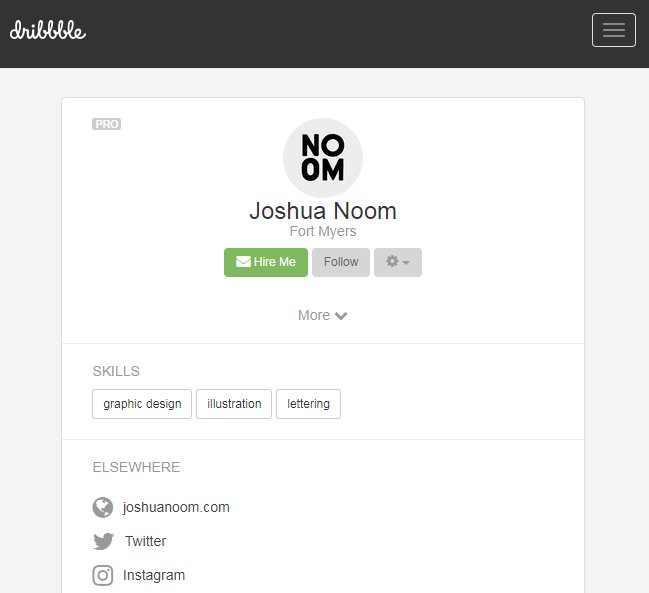 dribbble
PRO
NO
OM
Joshua Noom
Fort Myers
Hire Me Follow
More
SKILLS
graphic design illustration lettering
ELSEWHERE
joshuanoom.com
Twitter
Instagram